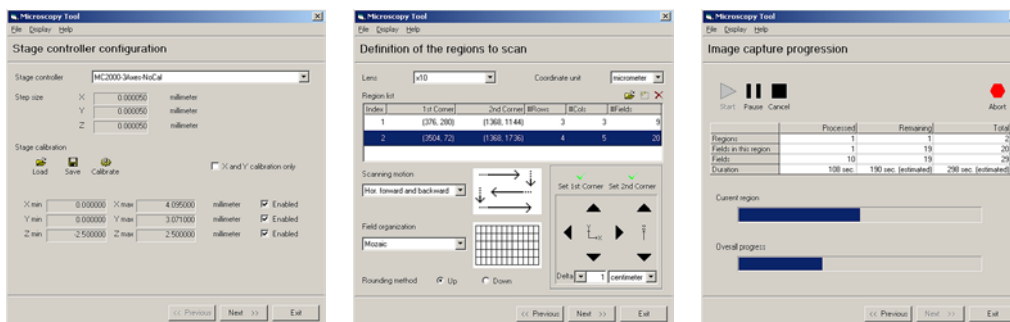 Microscopy Tool
File Display Help
Stage controller configuration
Stage controller MC2000-3Axes-NoCal
Step size X 0.000050 millimeter
Y 0.000050 millimeter
Z 0.000050 millimeter
Stage calibration
Load Save Calibrate X and Y calibration only
X min 0.000000 X max 4.095000 millimeter Enabled
Y min 0.000000 Y max 3.071000 millimeter Enabled
Z min -2.500000 Z max 2.500000 millimeter Enabled
<< Previous Next >> Exit
Microscopy Tool
File Display Help
Definition of the regions to scan
Lens x10 Coordinate unit micrometer
Region list
Index 1st Corner 2nd Corner #Rows #Cols #Fields
1 (376, 280) (1368, 1144) 3 3 9
2 (3504, 72) (1368, 1736) 4 5 20
Scanning motion
Hor. forward and backward
Set 1st Corner Set 2nd Corner
Y X
Field organization
Mozaic
Delta 1 centimeter
Rounding method Up Down
<< Previous Next >> Exit
Microscopy Tool
File Display Help
Image capture progression
Start Pause Cancel Abort
Processed Remaining Total
Regions 1 1 2
Fields in this region 1 19 20
Fields 10 19 29
Duration 108 sec. 190 sec. (estimated) 298 sec. (estimated)
Current region
Overall progress
<< Previous Next >> Exit